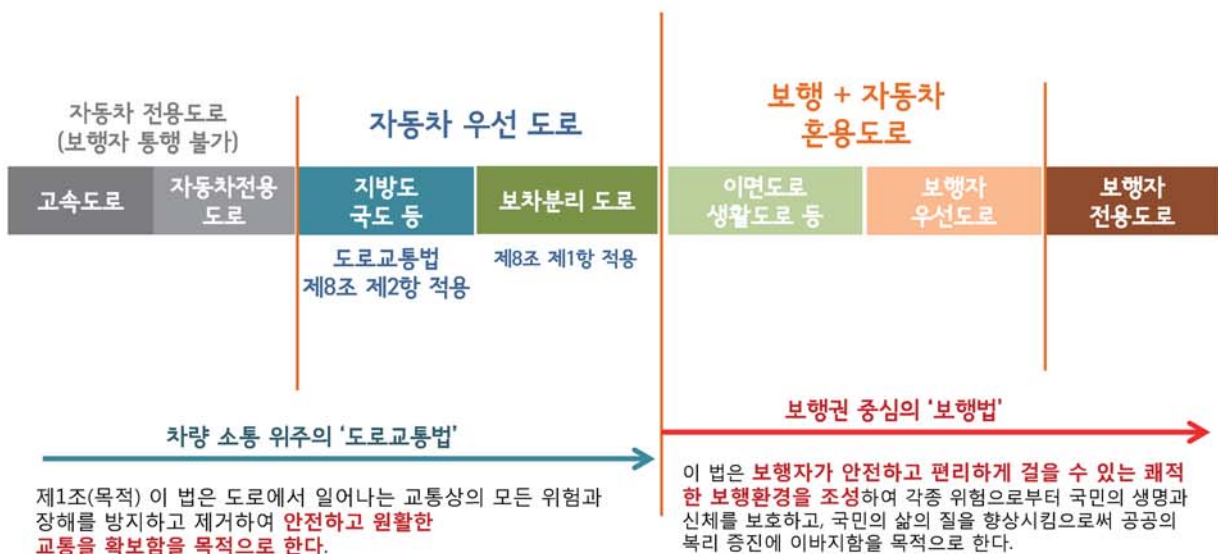 자동차 전용도로
(보행자 통행 불가)
자동차 우선 도로
보행 + 자동차
혼용도로
고속도로
자동차전용
도로
지방도
국도 등
보차분리 도로
이면도로
생활도로 등
보행자
우선도로
보행자
전용도로
도로교통법
제8조 제2항 적용
제8조 제1항 적용
차량 소통 위주의 ‘도로교통법’
보행권 중심의 ‘보행법’
제1조(목적) 이 법은 도로에서 일어나는 교통상의 모든 위험과
장해를 방지하고 제거하여 안전하고 원활한
교통을 확보함을 목적으로 한다.
이 법은 보행자가 안전하고 편리하게 걸을 수 있는 쾌적
한 보행환경을 조성하여 각종 위험으로부터 국민의 생명과
신체를 보호하고, 국민의 삶의 질을 향상시킴으로써 공공의
복리 증진에 이바지함을 목적으로 한다.